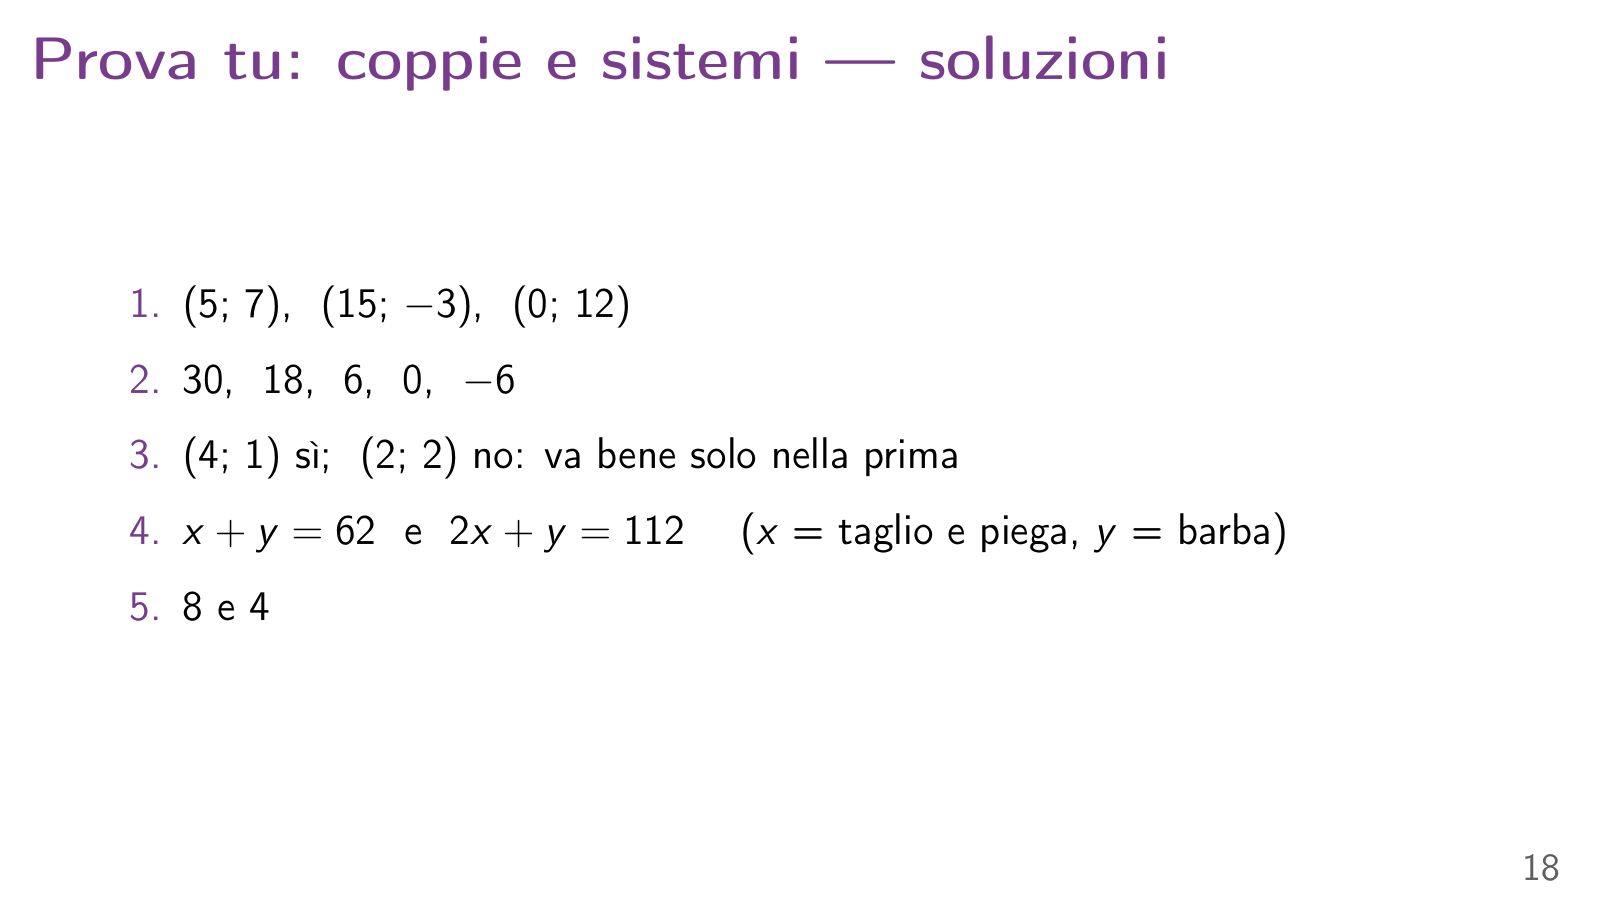 Prova tu: coppie e sistemi — soluzioni
1. (5; 7), (15; −3), (0; 12)
2. 30, 18, 6, 0, −6
3. (4; 1) sì; (2; 2) no: va bene solo nella prima
4. x + y = 62 e 2x + y = 112 (x = taglio e piega, y = barba)
5. 8 e 4
18